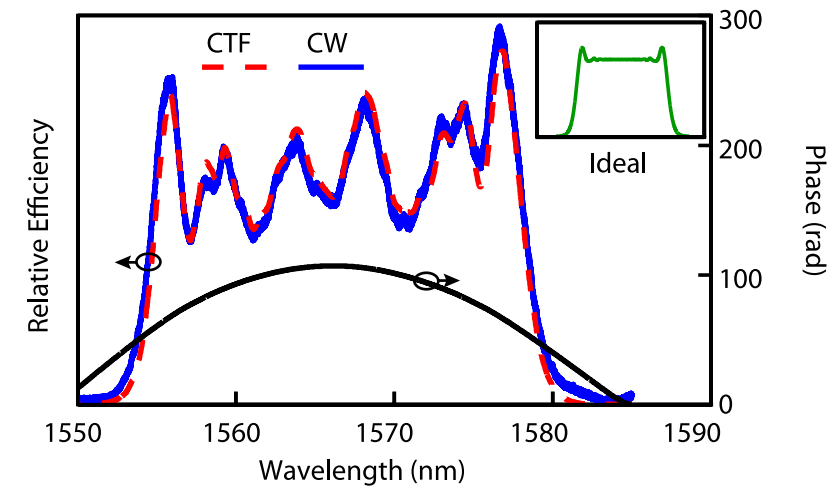 CTF CW
300
200
100
0
Ideal
Relative Efficiency
Phase (rad)
1550 1560 1570 1580 1590
Wavelength (nm)